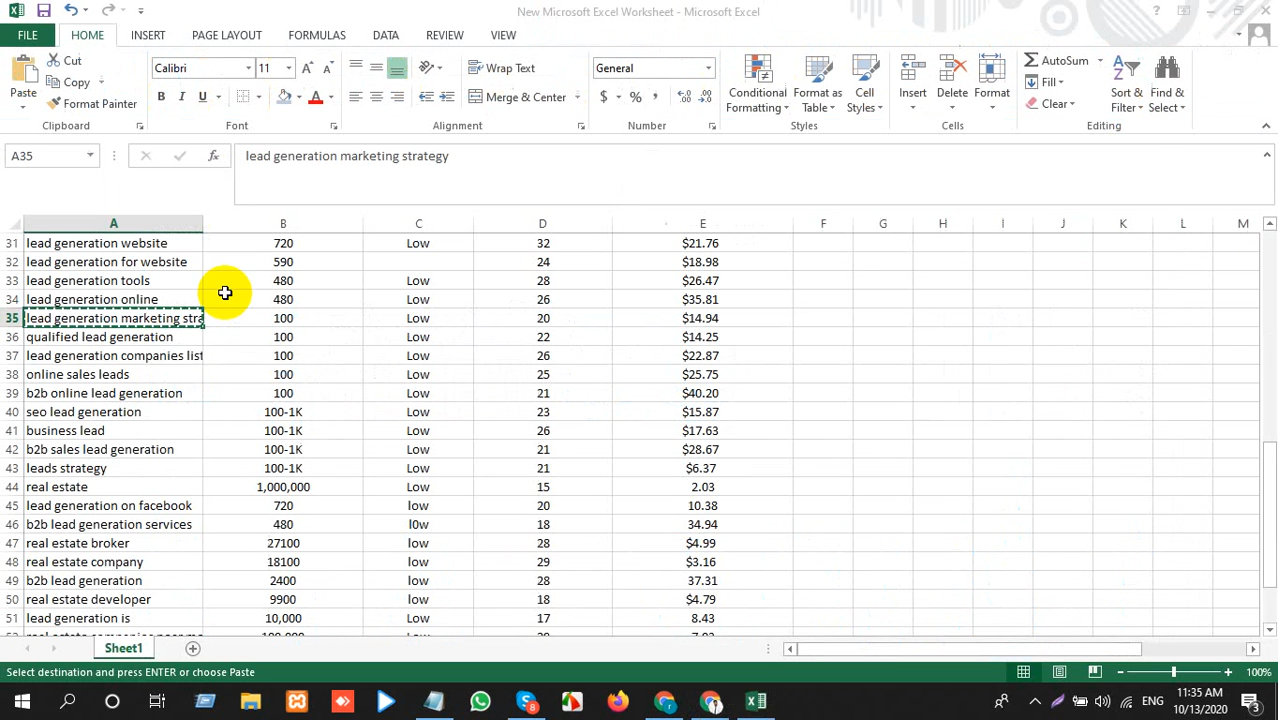 New Microsoft Excel Worksheet - Microsoft Excel
FILE HOME INSERT PAGE LAYOUT FORMULAS DATA REVIEW VIEW
Paste Cut Copy Format Painter Clipboard
Calibri 11 B I U A Font
Wrap Text Merge & Center Alignment
General $ % , Number
Conditional Formatting Format as Table Cell Styles Styles
Insert Delete Format Cells
AutoSum Fill Clear Sort & Filter Find & Select Editing
A35 fx lead generation marketing strategy
A B C D E F G H I J K L M
31 lead generation website 720 Low 32 $21.76
32 lead generation for website 590 24 $18.98
33 lead generation tools 480 Low 28 $26.47
34 lead generation online 480 Low 26 $35.81
35 lead generation marketing stra 100 Low 20 $14.94
36 qualified lead generation 100 Low 22 $14.25
37 lead generation companies list 100 Low 26 $22.87
38 online sales leads 100 Low 25 $25.75
39 b2b online lead generation 100 Low 21 $40.20
40 seo lead generation 100-1K Low 23 $15.87
41 business lead 100-1K Low 26 $17.63
42 b2b sales lead generation 100-1K Low 21 $28.67
43 leads strategy 100-1K Low 21 $6.37
44 real estate 1,000,000 Low 15 2.03
45 lead generation on facebook 720 low 20 10.38
46 b2b lead generation services 480 l0w 18 34.94
47 real estate broker 27100 low 28 $4.99
48 real estate company 18100 low 29 $3.16
49 b2b lead generation 2400 low 28 37.31
50 real estate developer 9900 low 18 $4.79
51 lead generation is 10,000 Low 17 8.43
Sheet1
Select destination and press ENTER or choose Paste 100%
ENG 11:35 AM
10/13/2020